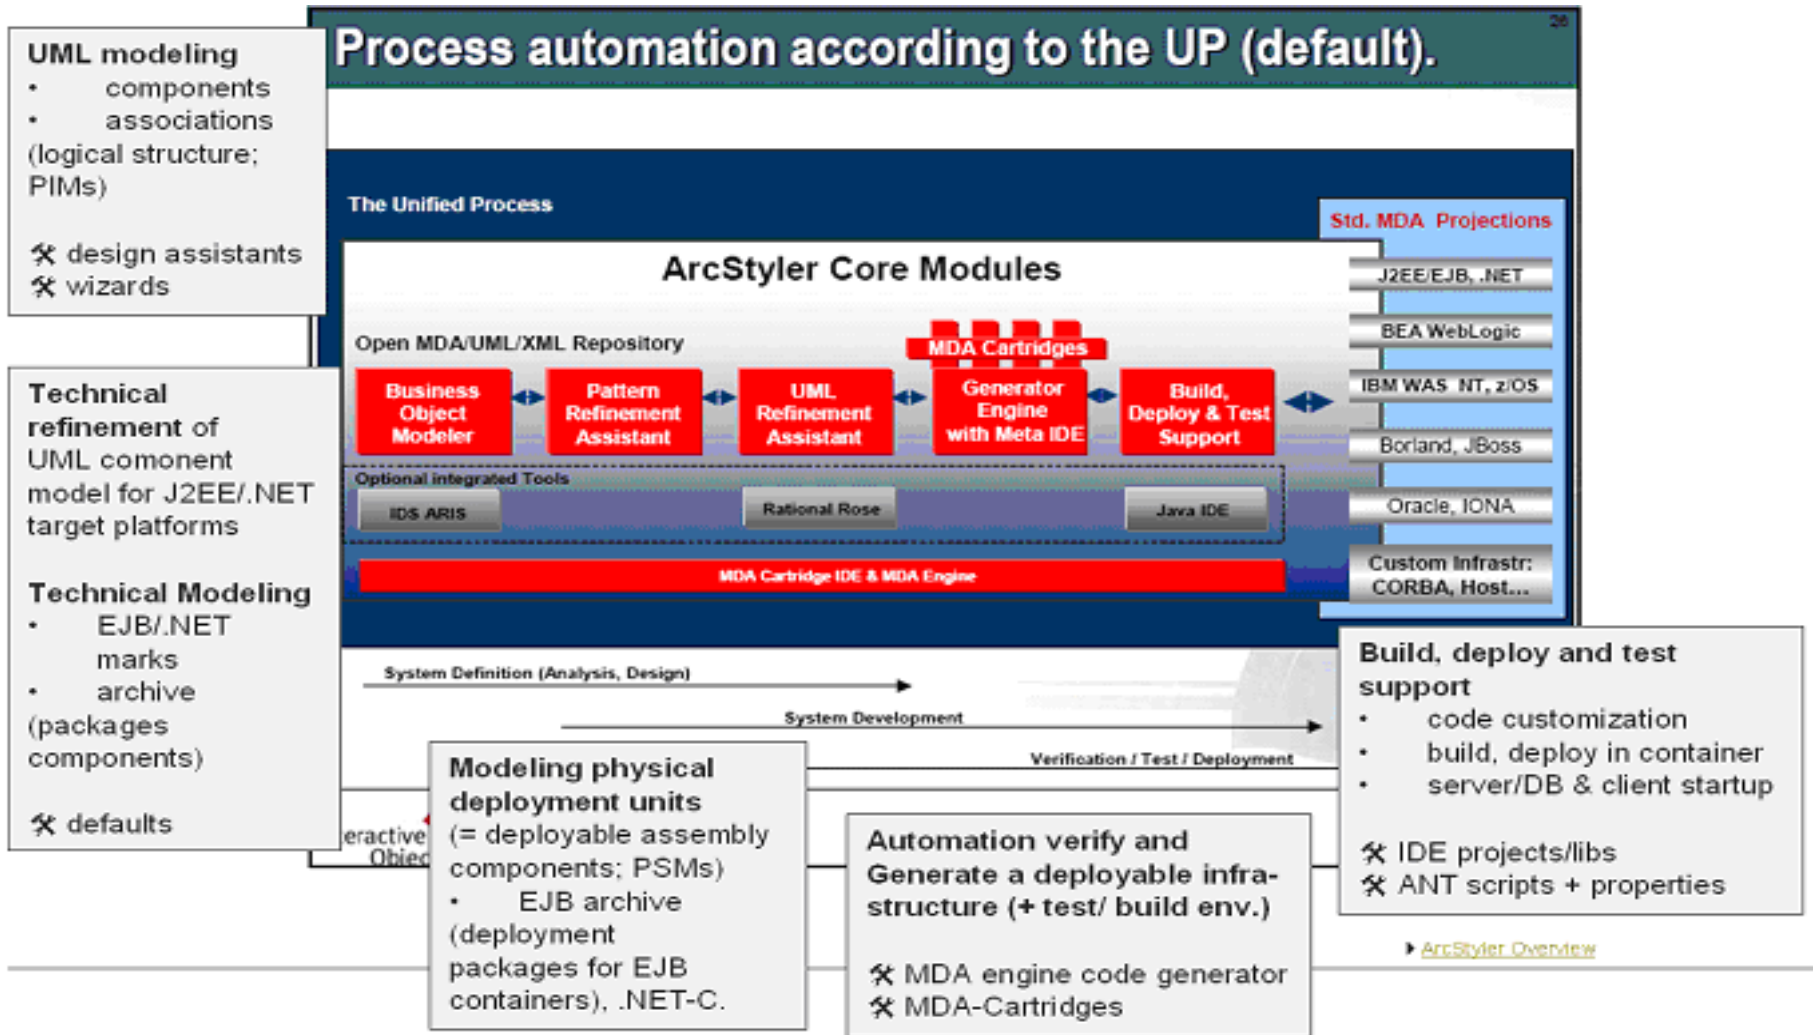 Process automation according to the UP (default).
26
UML modeling
• components
• associations
(logical structure;
PIMs)
🛠 design assistants
🛠 wizards
Technical
refinement of
UML comonent
model for J2EE/.NET
target platforms
Technical Modeling
• EJB/.NET
marks
• archive
(packages
components)
🛠 defaults
The Unified Process
Std. MDA Projections
ArcStyler Core Modules
Open MDA/UML/XML Repository
MDA Cartridges
Business
Object
Modeler
Pattern
Refinement
Assistant
UML
Refinement
Assistant
Generator
Engine
with Meta IDE
Build,
Deploy & Test
Support
Optional integrated Tools
IDS ARIS
Rational Rose
Java IDE
MDA Cartridge IDE & MDA Engine
J2EE/EJB, .NET
BEA WebLogic
IBM WAS NT, z/OS
Borland, JBoss
Oracle, IONA
Custom Infrastr:
CORBA, Host...
System Definition (Analysis, Design)
System Development
Verification / Test / Deployment
eractive
Objec
Modeling physical
deployment units
(= deployable assembly
components; PSMs)
• EJB archive
(deployment
packages for EJB
containers), .NET-C.
Automation verify and
Generate a deployable infra-
structure (+ test/ build env.)
🛠 MDA engine code generator
🛠 MDA-Cartridges
Build, deploy and test
support
• code customization
• build, deploy in container
• server/DB & client startup
🛠 IDE projects/libs
🛠 ANT scripts + properties
ArcStyler Overview